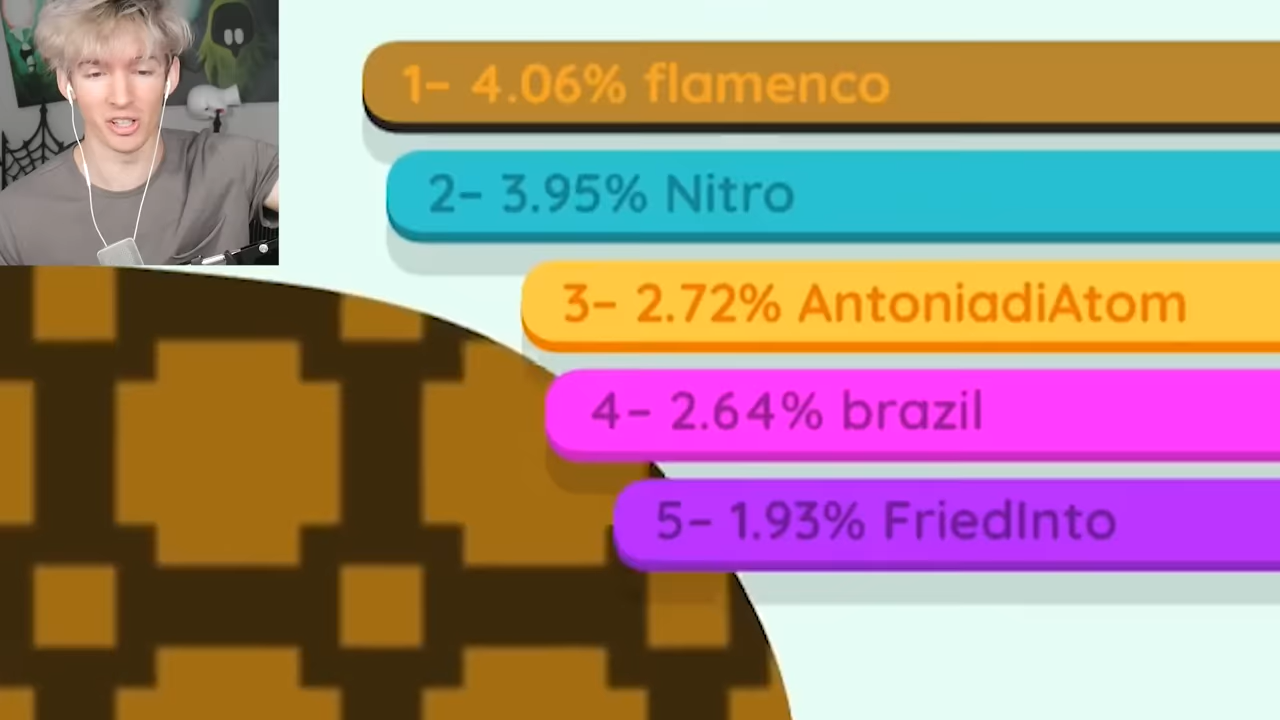 1- 4.06% flamenco
2- 3.95% Nitro
3- 2.72% AntoniadiAtom
4- 2.64% brazil
5- 1.93% FriedInto